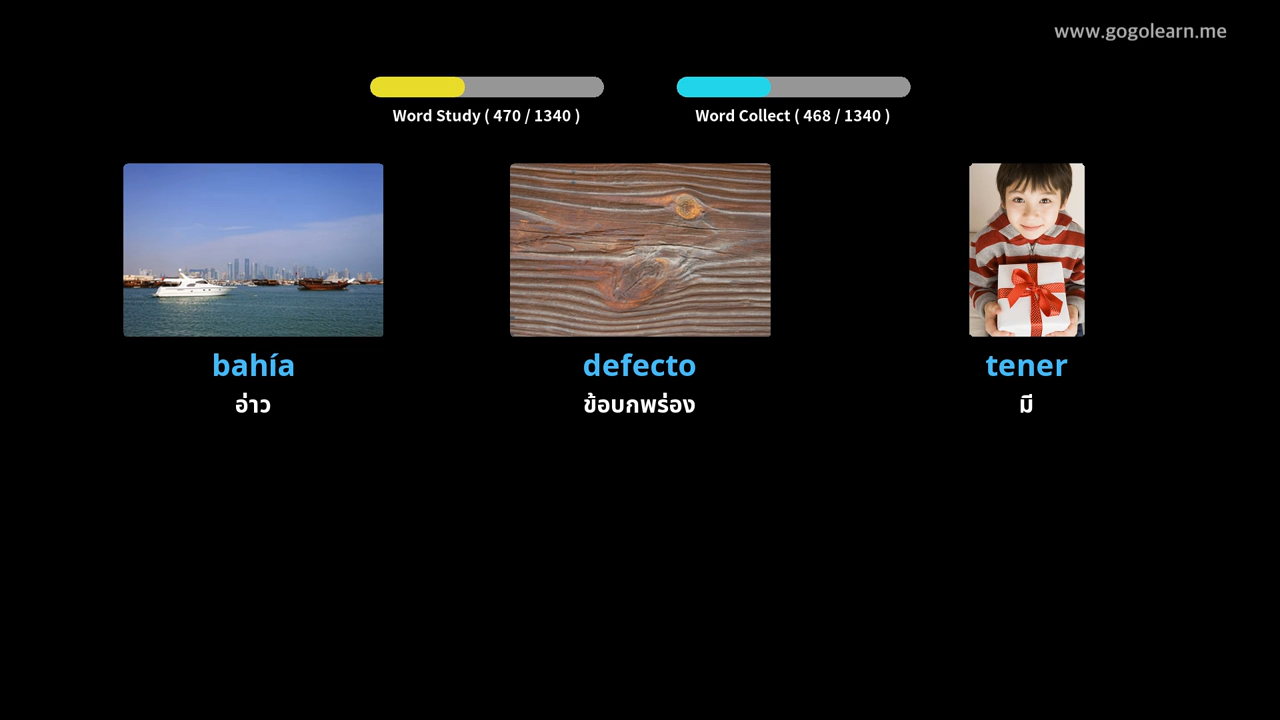 www.gogolearn.me
Word Study ( 470 / 1340 )
Word Collect ( 468 / 1340 )
bahía
อ่าว
defecto
ข้อบกพร่อง
tener
มี